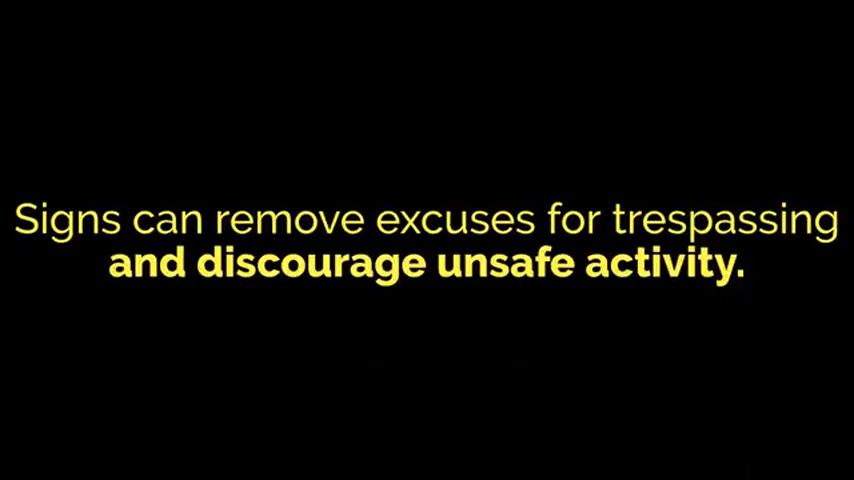 Signs can remove excuses for trespassing
and discourage unsafe activity.